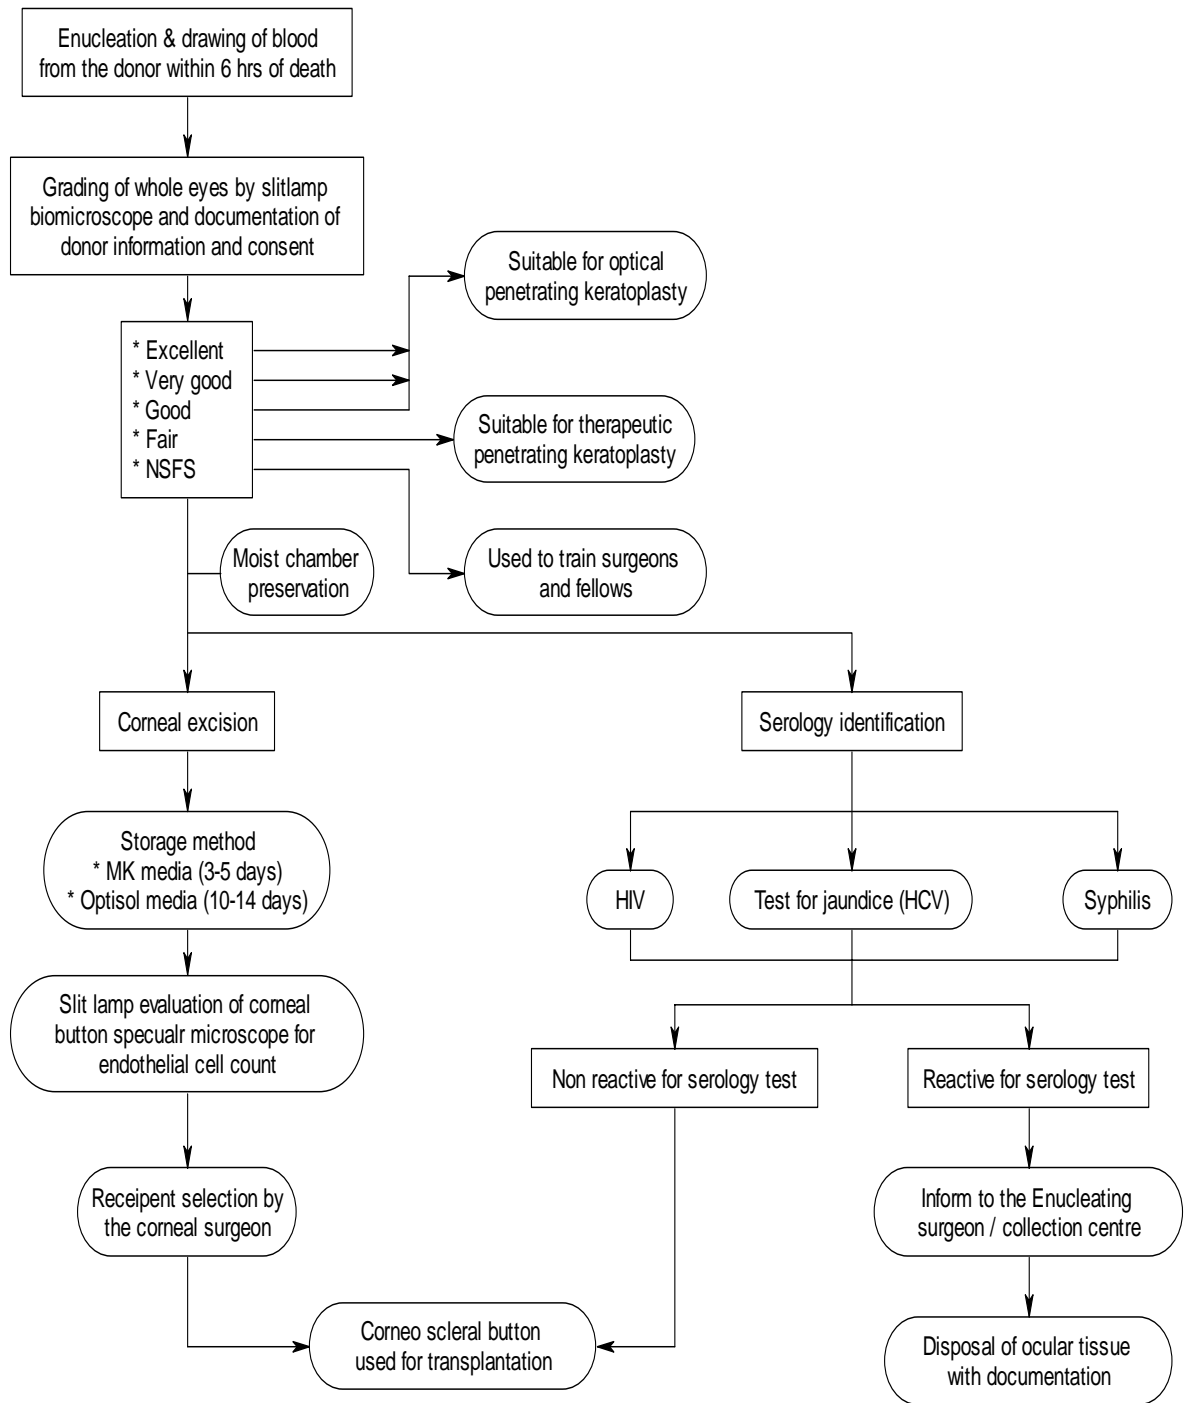 Enucleation & drawing of blood
from the donor within 6 hrs of death
Grading of whole eyes by slitlamp
biomicroscope and documentation of
donor information and consent
Suitable for optical
penetrating keratoplasty
* Excellent
* Very good
* Good
* Fair
* NSFS
Suitable for therapeutic
penetrating keratoplasty
Moist chamber
preservation
Used to train surgeons
and fellows
Corneal excision
Serology identification
Storage method
* MK media (3-5 days)
* Optisol media (10-14 days)
HIV
Test for jaundice (HCV)
Syphilis
Slit lamp evaluation of corneal
button specualr microscope for
endothelial cell count
Non reactive for serology test
Reactive for serology test
Receipent selection by
the corneal surgeon
Inform to the Enucleating
surgeon / collection centre
Corneo scleral button
used for transplantation
Disposal of ocular tissue
with documentation